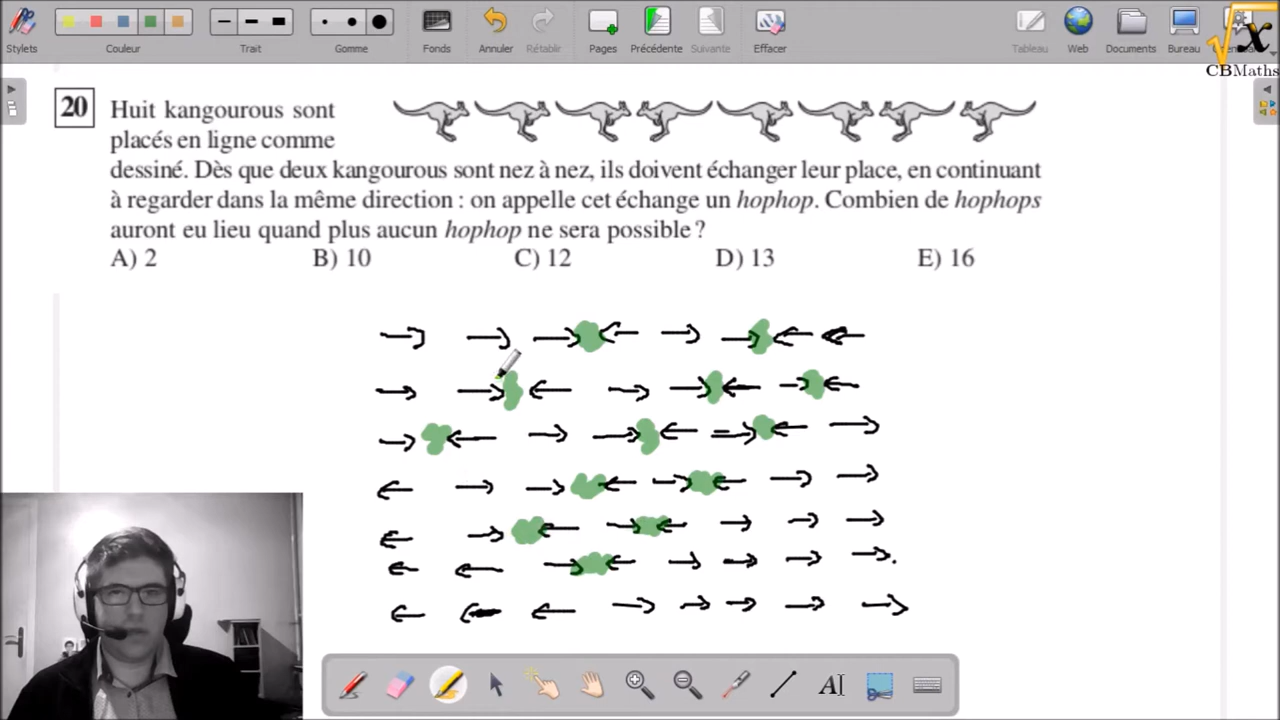 Stylets
Couleur
Trait
Gomme
Fonds
Annuler
Rétablir
Pages
Précédente
Suivante
Effacer
Tableau
Web
Documents
Bureau
√x
CBMaths
20 Huit kangourous sont
placés en ligne comme
dessiné. Dès que deux kangourous sont nez à nez, ils doivent échanger leur place, en continuant
à regarder dans la même direction : on appelle cet échange un hophop. Combien de hophops
auront eu lieu quand plus aucun hophop ne sera possible ?
A) 2 B) 10 C) 12 D) 13 E) 16
AI